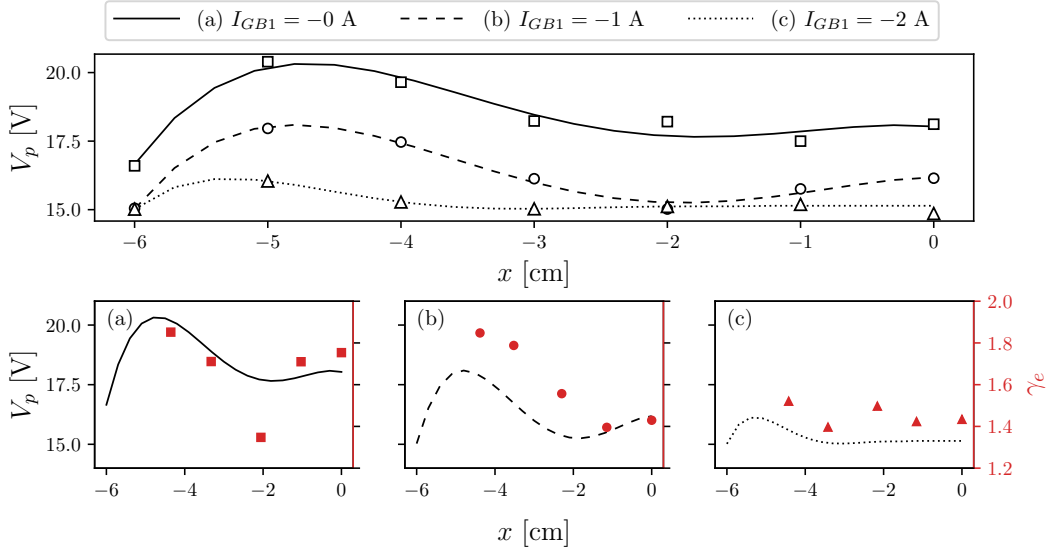 (a) I_{GB1} = −0 A (b) I_{GB1} = −1 A (c) I_{GB1} = −2 A
20.0
17.5
15.0
V_p [V]
−6 −5 −4 −3 −2 −1 0
x [cm]
(a) (b) (c)
20.0
17.5
15.0
V_p [V]
2.0
1.8
1.6
1.4
1.2
γ_e
−6 −4 −2 0 −6 −4 −2 0 −6 −4 −2 0
x [cm] x [cm]